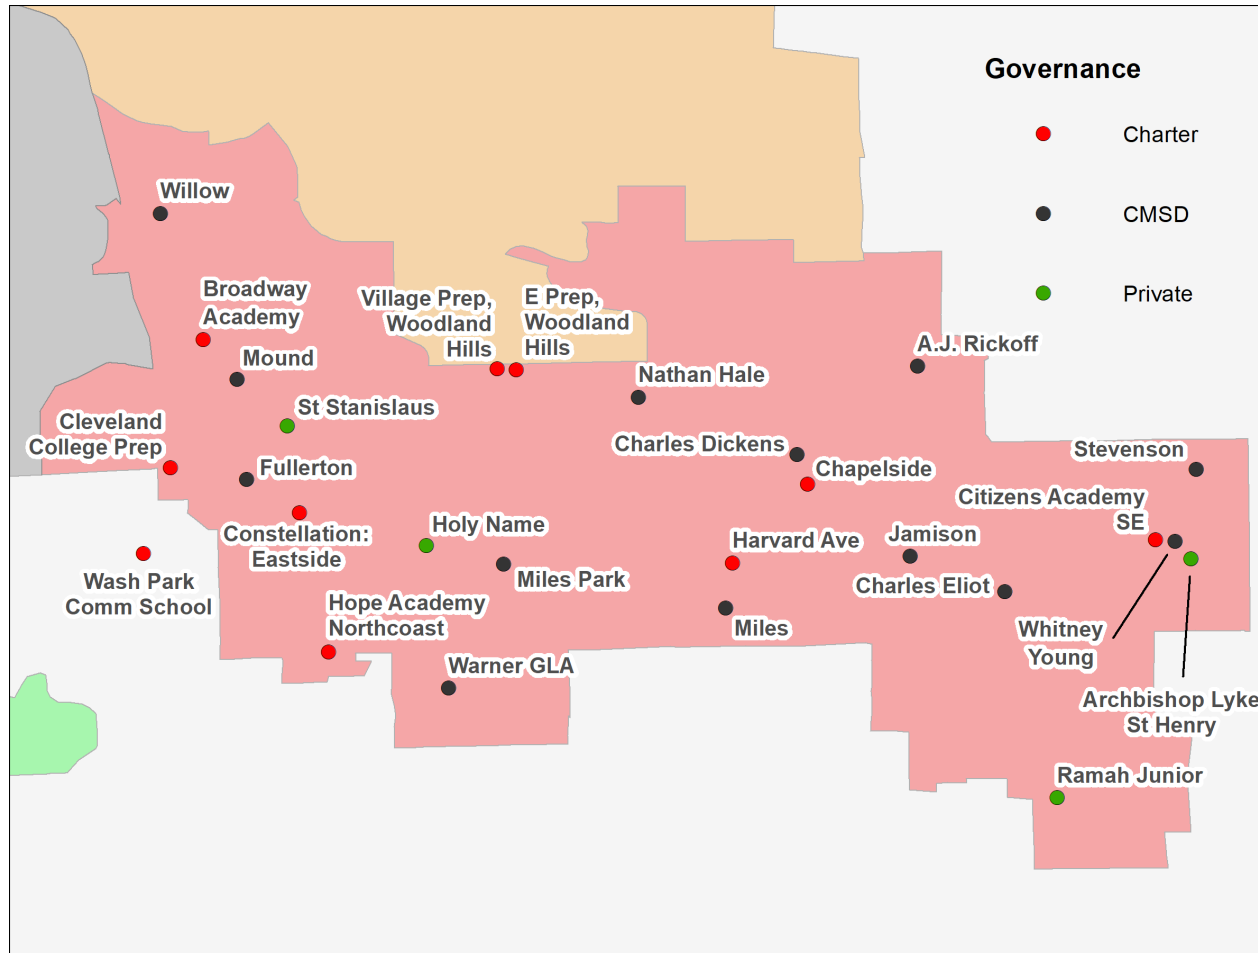 Governance
Charter
CMSD
Private
Willow
Broadway
Academy
Mound
Village Prep,
Woodland
Hills
E Prep,
Woodland
Hills
A.J. Rickoff
Nathan Hale
St Stanislaus
Cleveland
College Prep
Fullerton
Charles Dickens
Chapelside
Stevenson
Citizens Academy
SE
Constellation:
Eastside
Holy Name
Miles Park
Harvard Ave
Jamison
Charles Eliot
Wash Park
Comm School
Hope Academy
Northcoast
Miles
Whitney
Young
Warner GLA
Archbishop Lyke
St Henry
Ramah Junior